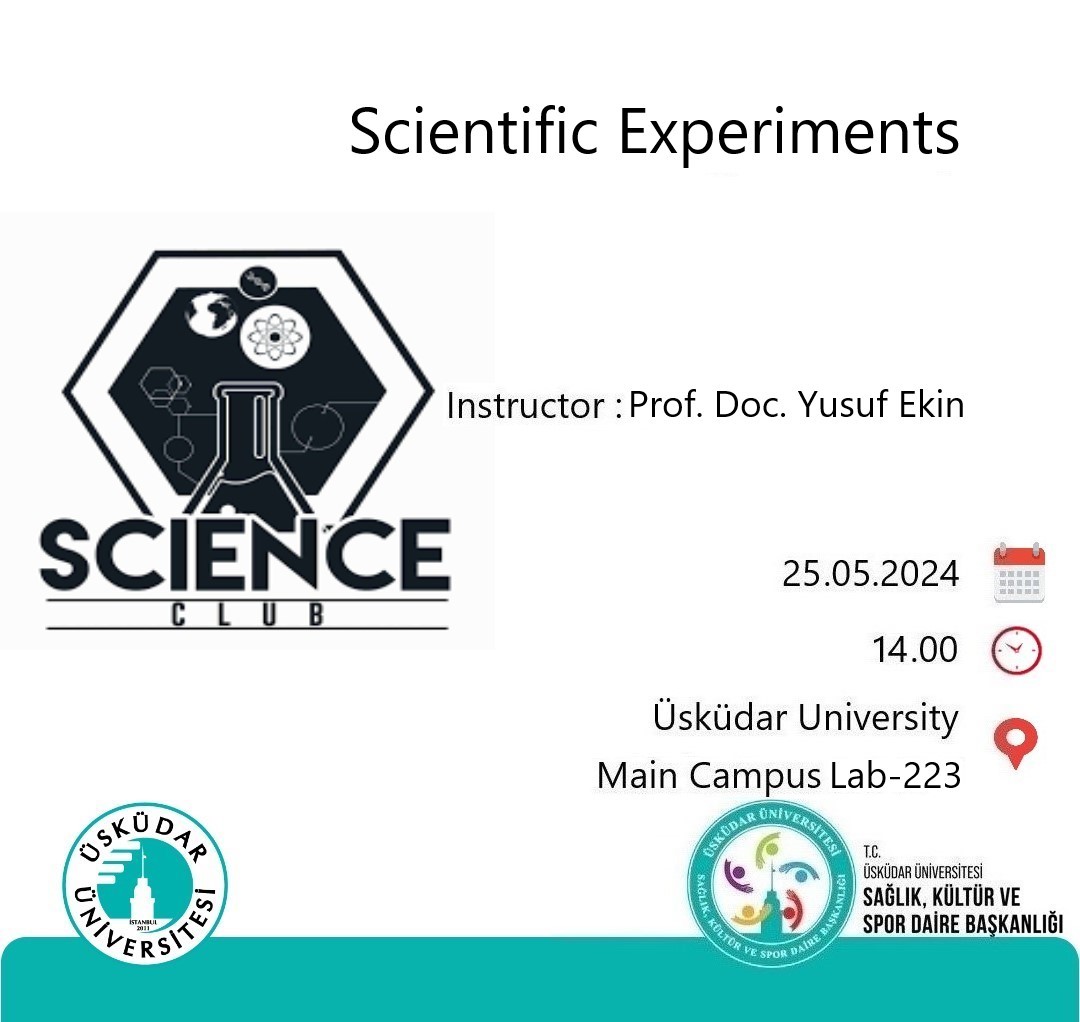 Scientific Experiments
Instructor : Prof. Doc. Yusuf Ekin
SCIENCE
CLUB
25.05.2024
14.00
Üsküdar University
Main Campus Lab-223
ÜSKÜDAR ÜNİVERSİTESİ
İSTANBUL
2011
ÜSKÜDAR ÜNİVERSİTESİ
SAĞLIK, KÜLTÜR VE SPOR DAİRE BAŞKANLIĞI
T.C.
ÜSKÜDAR ÜNİVERSİTESİ
SAĞLIK, KÜLTÜR VE
SPOR DAİRE BAŞKANLIĞI